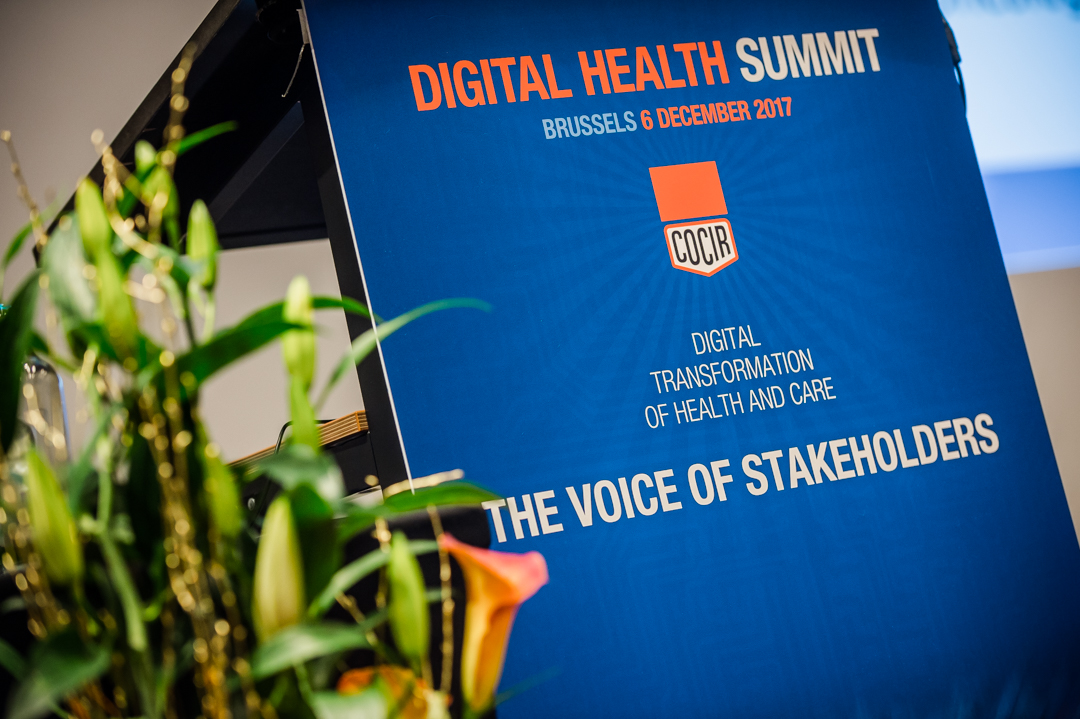 DIGITAL HEALTH SUMMIT
BRUSSELS 6 DECEMBER 2017
COCIR
DIGITAL
TRANSFORMATION
OF HEALTH AND CARE
THE VOICE OF STAKEHOLDERS